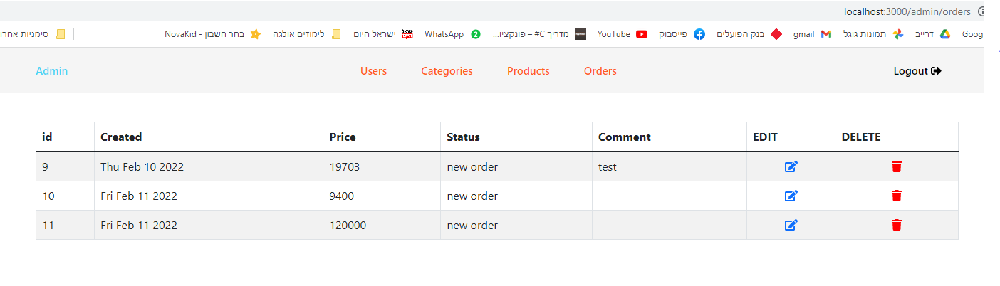 localhost:3000/admin/orders
סימניות אחרו NovaKid - בחר חשבון לימודים אולגה ישראל היום WhatsApp מדריך C# – פונקציו... YouTube פייסבוק בנק הפועלים gmail תמונות גוגל דרייב Googl
Admin Users Categories Products Orders Logout
id Created Price Status Comment EDIT DELETE
9 Thu Feb 10 2022 19703 new order test
10 Fri Feb 11 2022 9400 new order
11 Fri Feb 11 2022 120000 new order